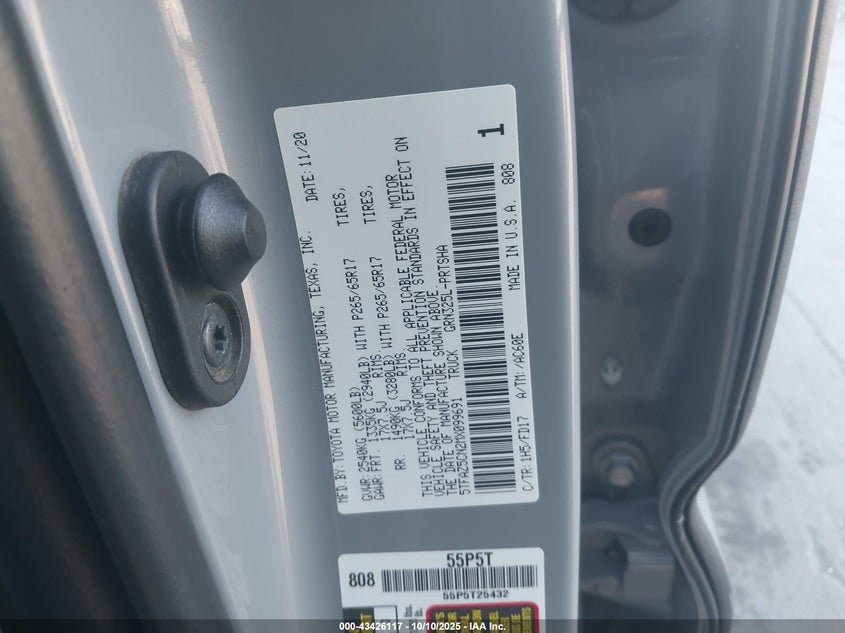 MFD BY: TOYOTA MOTOR MANUFACTURING, TEXAS, INC. DATE: 11/20
GVWR: 2540KG (5600LB)
GAWR: FRT. 1335KG (2940LB) WITH P265/65R17 TIRES,
17X7.5J RIMS
RR. 1490KG (3280LB) WITH P265/65R17 TIRES,
17X7.5J RIMS,
THIS VEHICLE CONFORMS TO ALL APPLICABLE FEDERAL MOTOR
VEHICLE SAFETY AND THEFT PREVENTION STANDARDS IN EFFECT ON
THE DATE OF MANUFACTURE SHOWN ABOVE.
5TFAZ5CN2MX099691 TRUCK GRN325L-PRTSHA
C/TR: 1H5/FD17 A/TM: /AC60E MADE IN U.S.A. 808
1
55P5T
808
55P5T25432
000-43426117 - 10/10/2025 - IAA Inc.